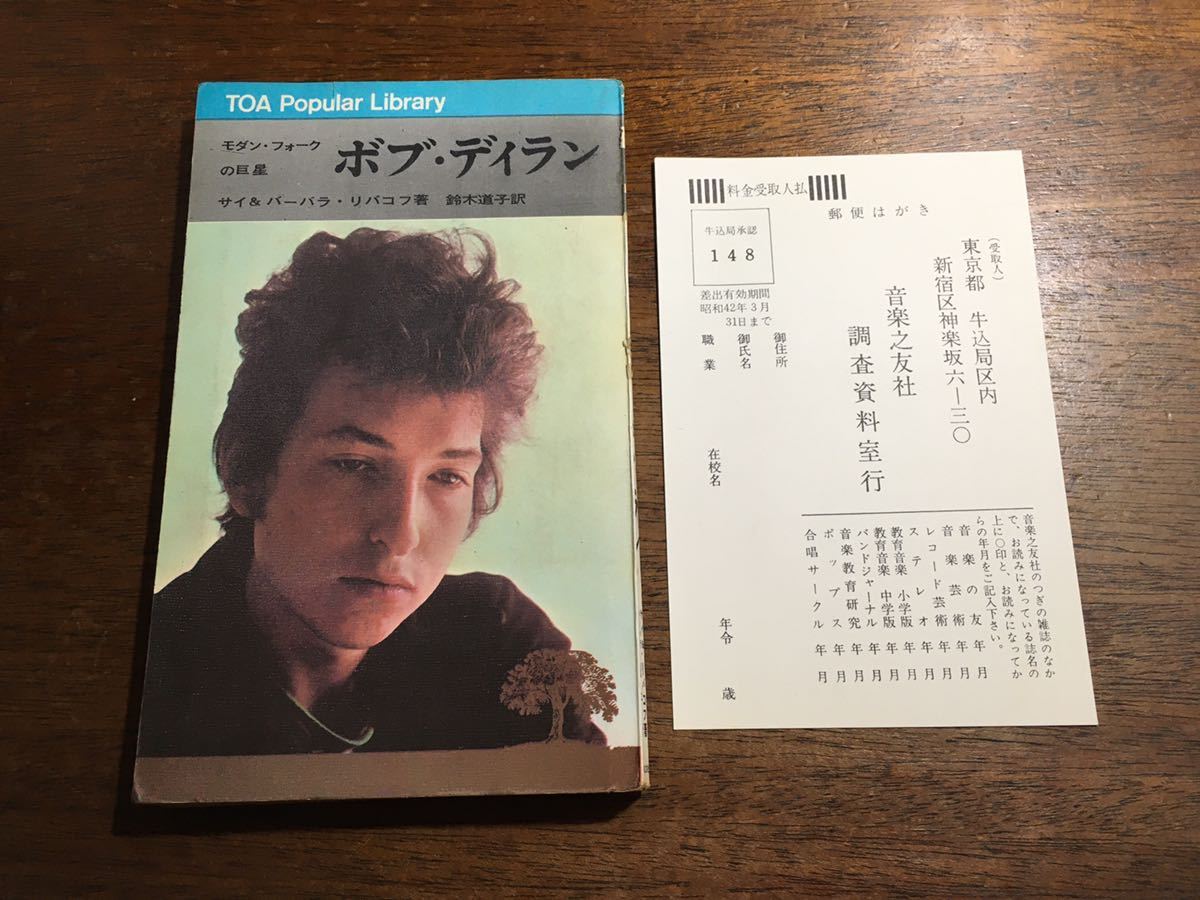 TOA Popular Library
モダン・フォーク
の巨星
ボブ・ディラン
サイ&バーバラ・リバコフ著 鈴木道子訳
料金受取人払
郵便はがき
牛込局承認
148
差出有効期間
昭和42年3月
31日まで
(受取人)
東京都 牛込局区内
新宿区神楽坂六―三〇
音楽之友社
調査資料室行
御住所
御氏名
職業
在校名
年令 歳
音楽之友社のつぎの雑誌のなか
で、お読みになっている誌名の
上に〇印と、お読みになってか
らの年月をご記入下さい。
音楽の友 年 月
音楽芸術 年 月
レコード芸術 年 月
ステレオ 年 月
教育音楽 小学版 年 月
教育音楽 中学版 年 月
バンドジャーナル 年 月
音楽教育研究 年 月
ポップス 年 月
合唱サークル 年 月